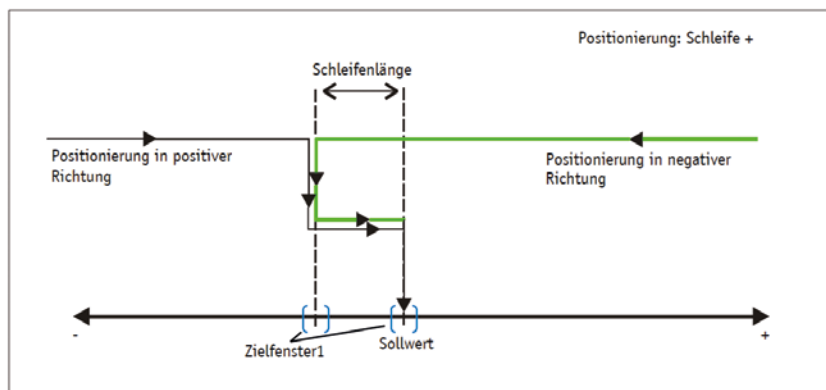 Positionierung: Schleife +
Schleifenlänge
Positionierung in positiver
Richtung
Positionierung in negativer
Richtung
-
+
Zielfenster1
Sollwert